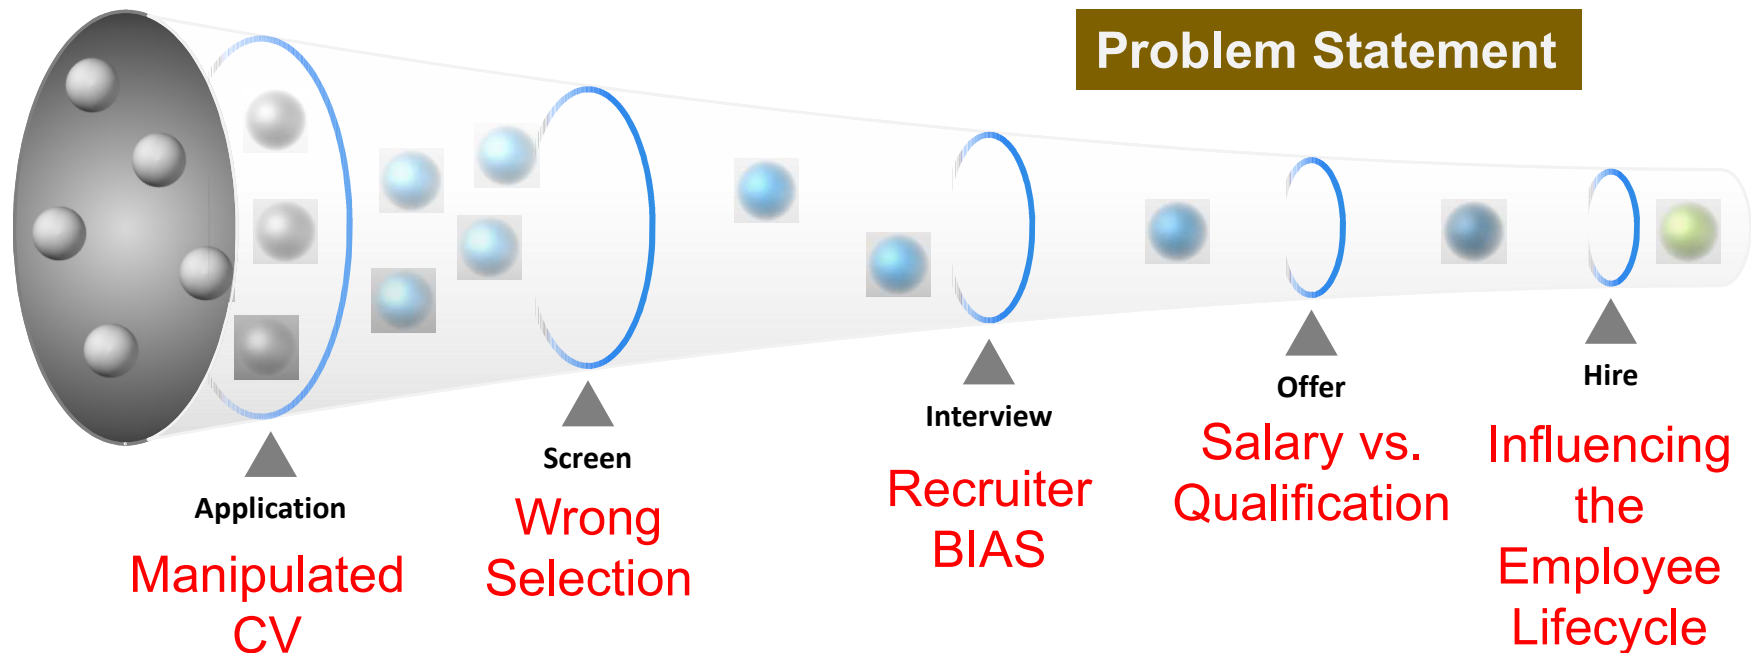 Problem Statement
Application
Manipulated
CV
Screen
Wrong
Selection
Interview
Recruiter
BIAS
Offer
Salary vs.
Qualification
Hire
Influencing
the
Employee
Lifecycle